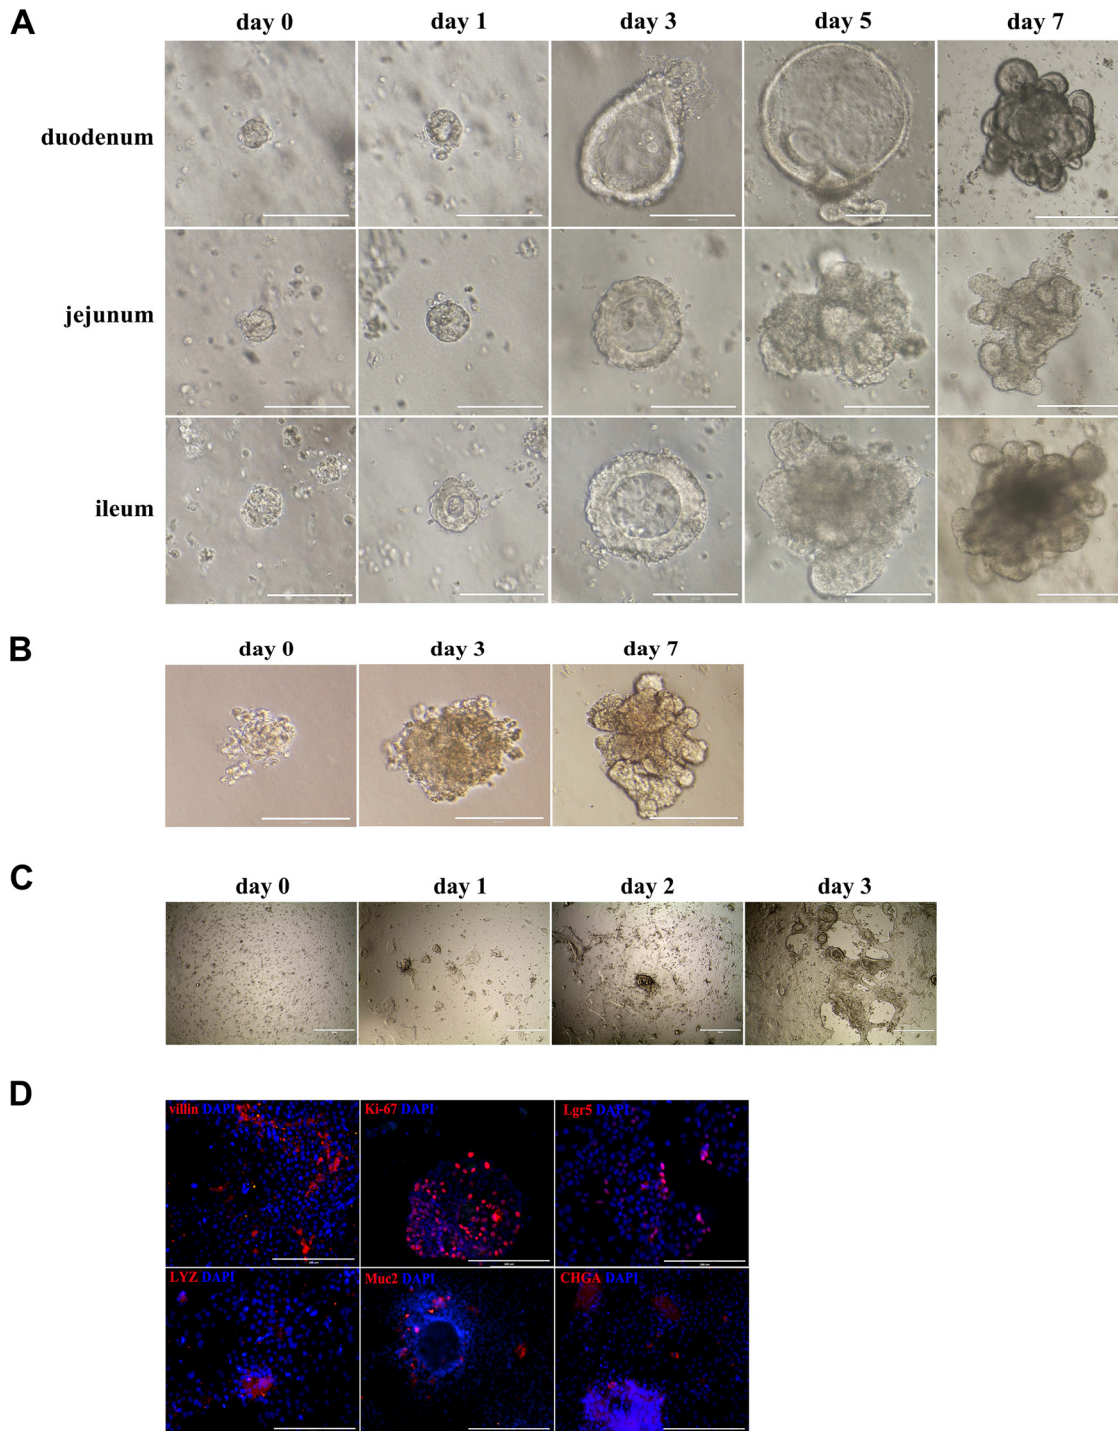 A
day 0 day 1 day 3 day 5 day 7
duodenum
jejunum
ileum
B
day 0 day 3 day 7
C
day 0 day 1 day 2 day 3
D
villin DAPI Ki-67 DAPI Lgr5 DAPI
LYZ DAPI Muc2 DAPI CHGA DAPI